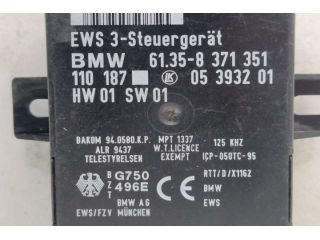 EWS 3-Steuergerät
BMW 61.35-8 371 351
110 187 LK 05 3932 01
HW 01 SW 01
BAKOM 94.0580.K.P. MPT 1337 125 KHZ
ALR 9437 W.T.LICENCE
TELESTYRELSEN EXEMPT ICP-050TC-95
BZT G750 496E RTT/D/X1162
BMW
BMW AG EWS
EWS/FZV MÜNCHEN